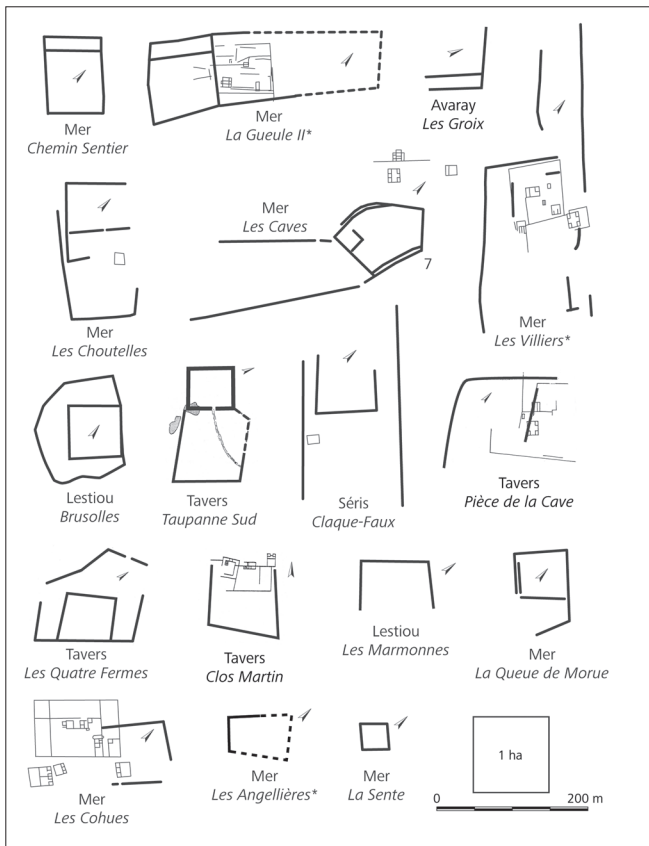 Mer
Chemin Sentier
Mer
La Gueule II*
Avaray
Les Groix
Mer
Les Choutelles
Mer
Les Caves
7
Mer
Les Villiers*
Lestiou
Brusolles
Tavers
Taupanne Sud
Séris
Claque-Faux
Tavers
Pièce de la Cave
Tavers
Les Quatre Fermes
Tavers
Clos Martin
Lestiou
Les Marmonnes
Mer
La Queue de Morue
Mer
Les Cohues
Mer
Les Angellières*
Mer
La Sente
1 ha
0 200 m